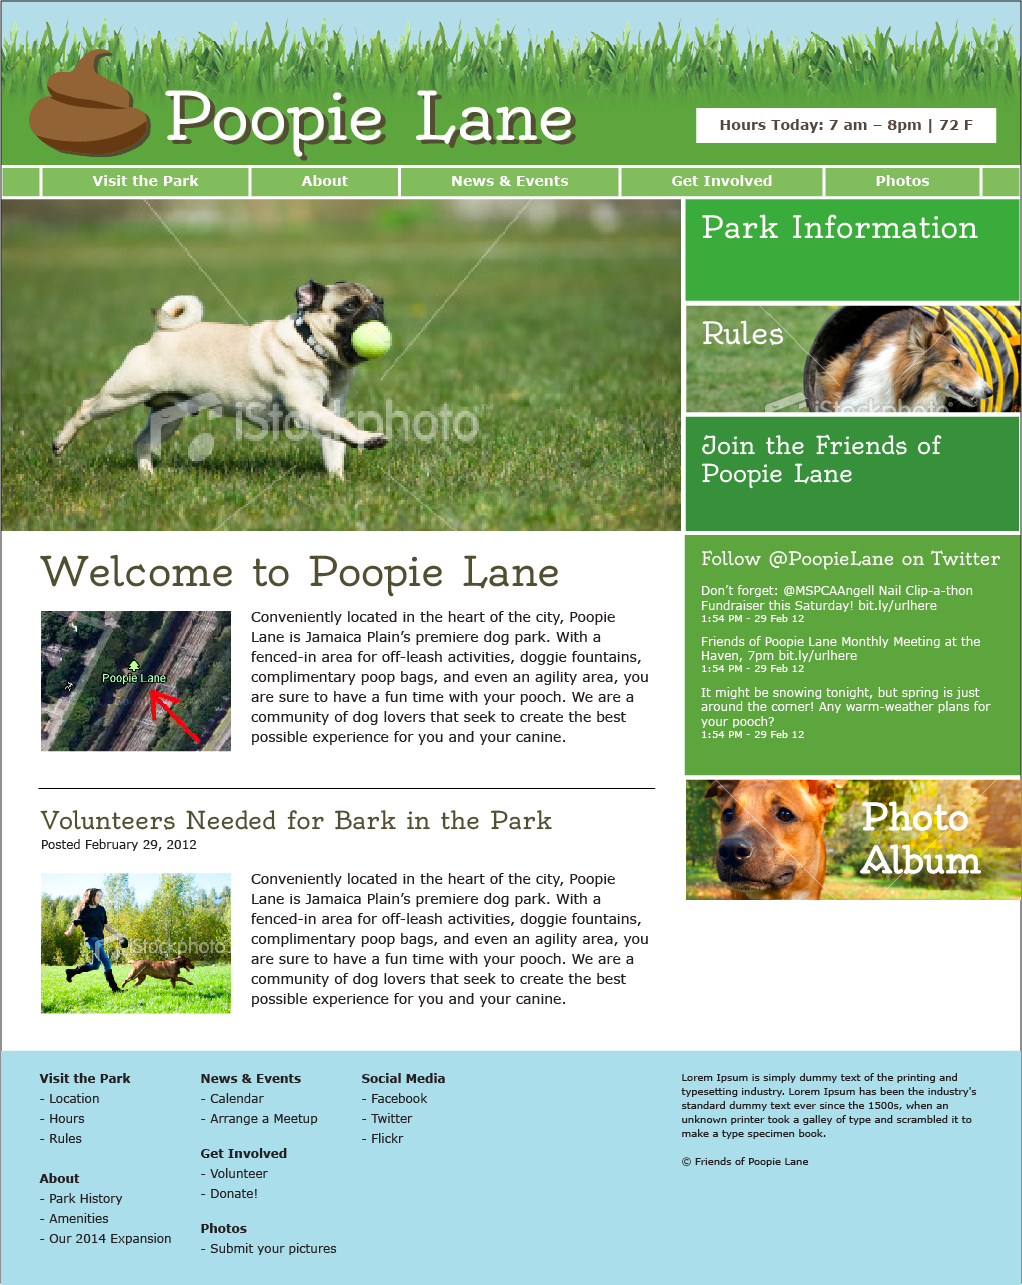 Poopie Lane
Hours Today: 7 am – 8pm | 72 F
Visit the Park
About
News & Events
Get Involved
Photos
iStockphoto
Park Information
Rules
iStockphoto
Join the Friends of
Poopie Lane
Follow @PoopieLane on Twitter
Don’t forget: @MSPCAAngell Nail Clip-a-thon
Fundraiser this Saturday! bit.ly/urlhere
1:54 PM - 29 Feb 12
Friends of Poopie Lane Monthly Meeting at the
Haven, 7pm bit.ly/urlhere
1:54 PM - 29 Feb 12
It might be snowing tonight, but spring is just
around the corner! Any warm-weather plans for
your pooch?
1:54 PM - 29 Feb 12
Photo
Album
Welcome to Poopie Lane
Poopie Lane
Conveniently located in the heart of the city, Poopie
Lane is Jamaica Plain’s premiere dog park. With a
fenced-in area for off-leash activities, doggie fountains,
complimentary poop bags, and even an agility area, you
are sure to have a fun time with your pooch. We are a
community of dog lovers that seek to create the best
possible experience for you and your canine.
Volunteers Needed for Bark in the Park
Posted February 29, 2012
iStockphoto
Conveniently located in the heart of the city, Poopie
Lane is Jamaica Plain’s premiere dog park. With a
fenced-in area for off-leash activities, doggie fountains,
complimentary poop bags, and even an agility area, you
are sure to have a fun time with your pooch. We are a
community of dog lovers that seek to create the best
possible experience for you and your canine.
Visit the Park
- Location
- Hours
- Rules
About
- Park History
- Amenities
- Our 2014 Expansion
News & Events
- Calendar
- Arrange a Meetup
Get Involved
- Volunteer
- Donate!
Photos
- Submit your pictures
Social Media
- Facebook
- Twitter
- Flickr
Lorem Ipsum is simply dummy text of the printing and
typesetting industry. Lorem Ipsum has been the industry's
standard dummy text ever since the 1500s, when an
unknown printer took a galley of type and scrambled it to
make a type specimen book.
© Friends of Poopie Lane